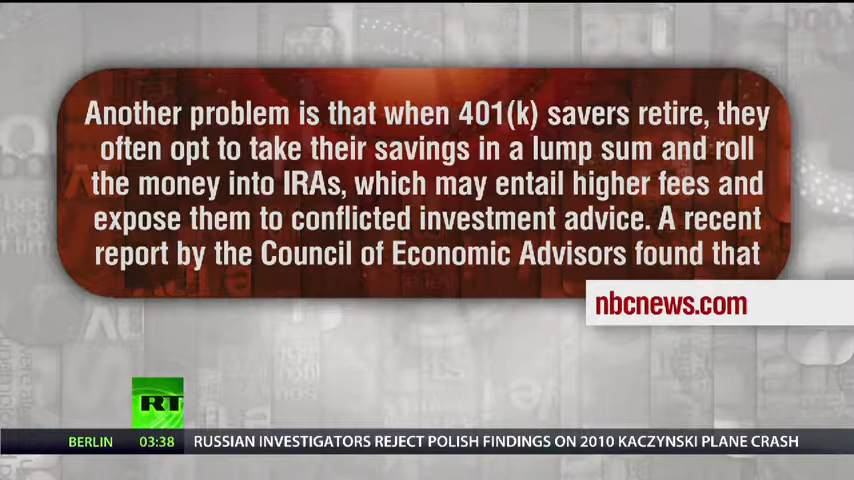 Another problem is that when 401(k) savers retire, they
often opt to take their savings in a lump sum and roll
the money into IRAs, which may entail higher fees and
expose them to conflicted investment advice. A recent
report by the Council of Economic Advisors found that
nbcnews.com
RT
BERLIN 03:38 RUSSIAN INVESTIGATORS REJECT POLISH FINDINGS ON 2010 KACZYNSKI PLANE CRASH